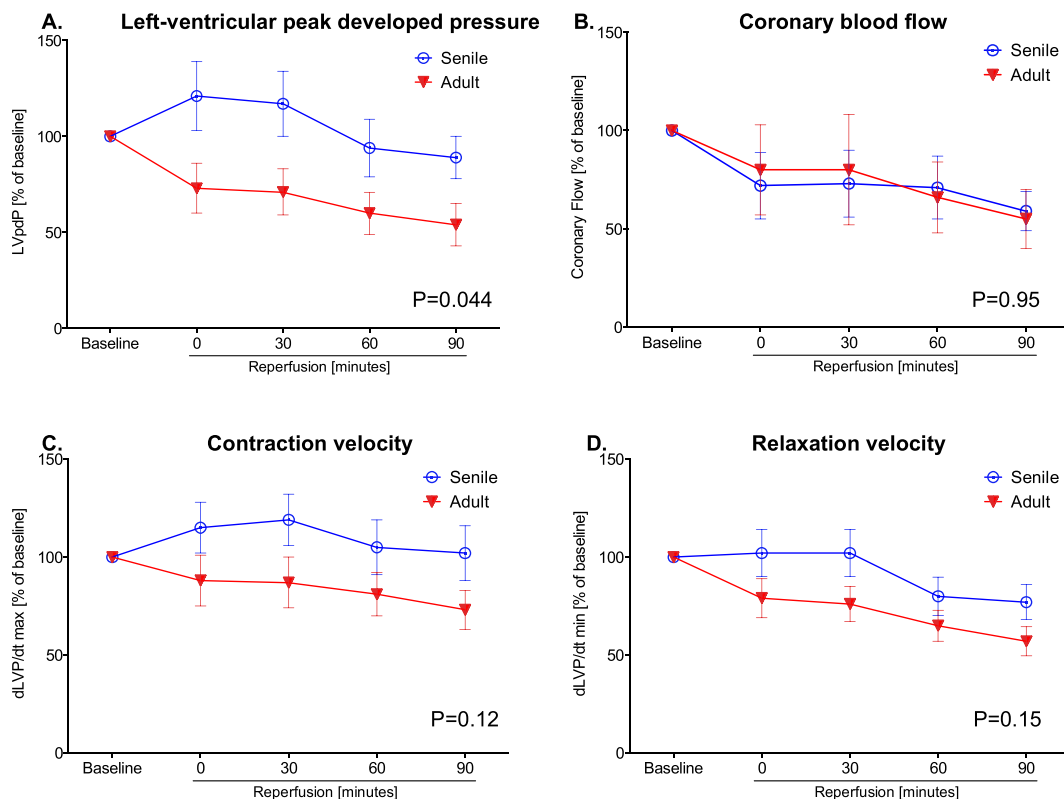 A. Left-ventricular peak developed pressure
150
100
50
0
LVpdP [% of baseline]
Senile
Adult
P=0.044
Baseline 0 30 60 90
Reperfusion [minutes]
B. Coronary blood flow
150
100
50
0
Coronary Flow [% of baseline]
Senile
Adult
P=0.95
Baseline 0 30 60 90
Reperfusion [minutes]
C. Contraction velocity
150
100
50
0
dLVP/dt max [% of baseline]
Senile
Adult
P=0.12
Baseline 0 30 60 90
Reperfusion [minutes]
D. Relaxation velocity
150
100
50
0
dLVP/dt min [% of baseline]
Senile
Adult
P=0.15
Baseline 0 30 60 90
Reperfusion [minutes]